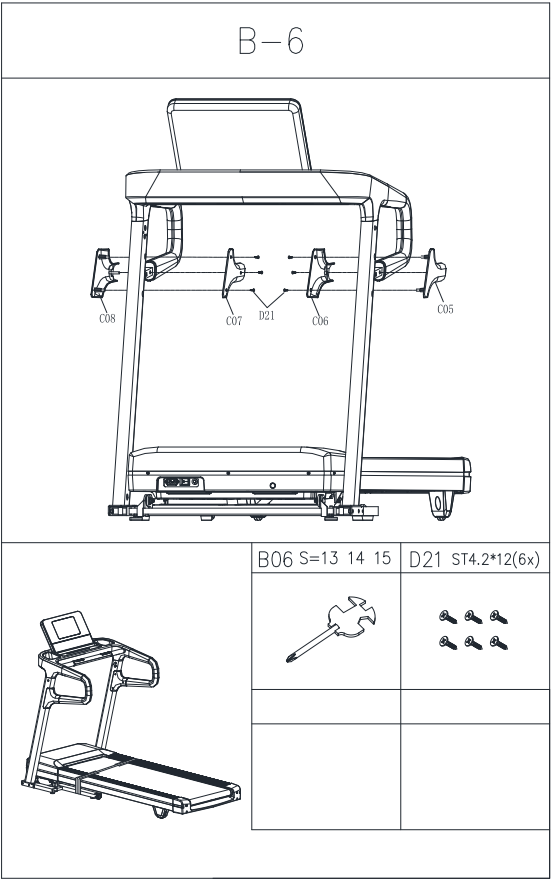 B-6
C08
C07
D21
C06
C05
B06 S=13 14 15
D21 ST4.2*12(6x)